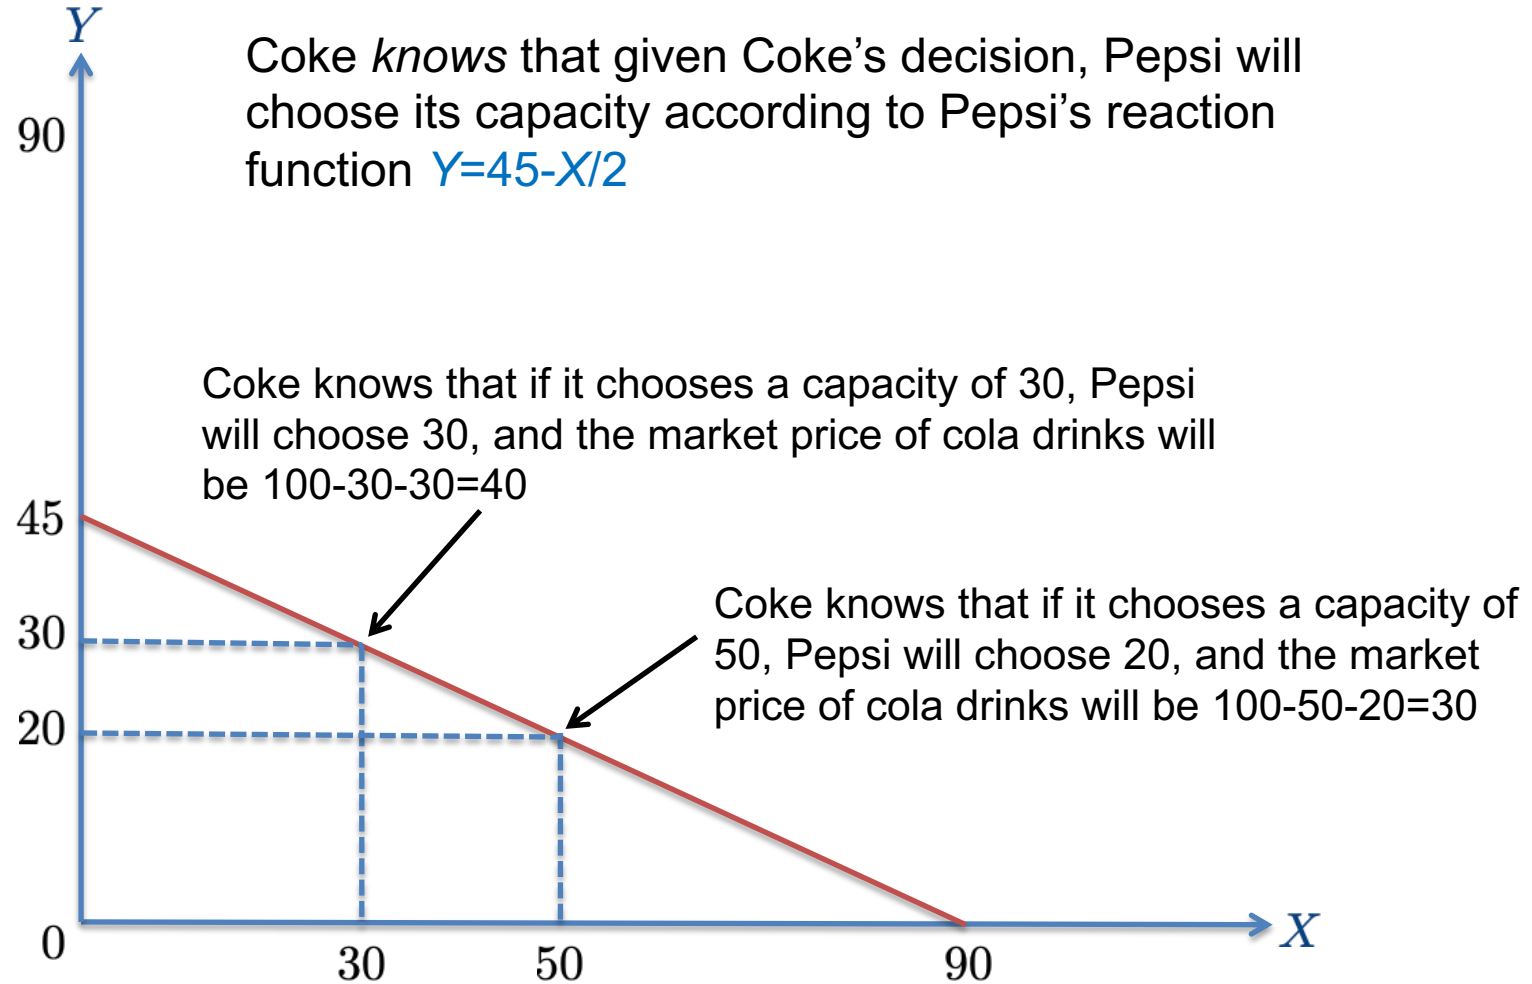 Y
Coke knows that given Coke’s decision, Pepsi will
choose its capacity according to Pepsi’s reaction
function Y=45-X/2
90
Coke knows that if it chooses a capacity of 30, Pepsi
will choose 30, and the market price of cola drinks will
be 100-30-30=40
45
Coke knows that if it chooses a capacity of
50, Pepsi will choose 20, and the market
price of cola drinks will be 100-50-20=30
30
20
0
X
30 50 90